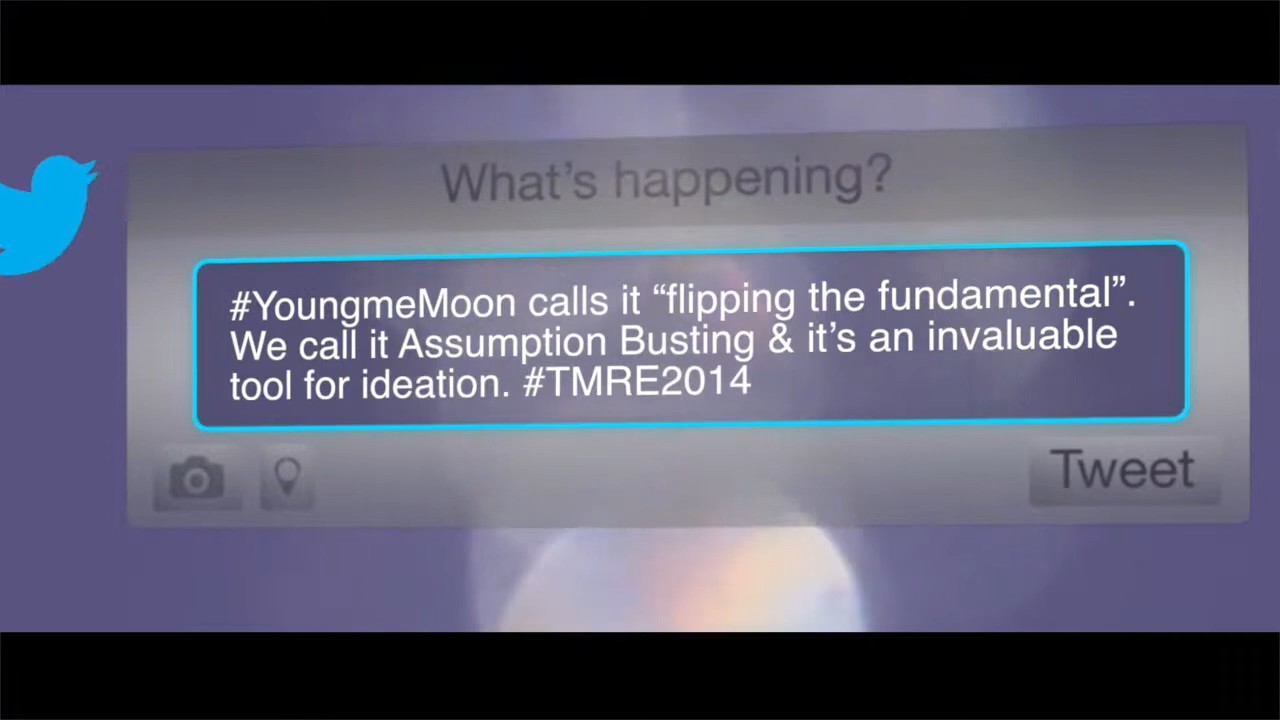 What’s happening?
#YoungmeMoon calls it “flipping the fundamental”.
We call it Assumption Busting & it’s an invaluable
tool for ideation. #TMRE2014
Tweet